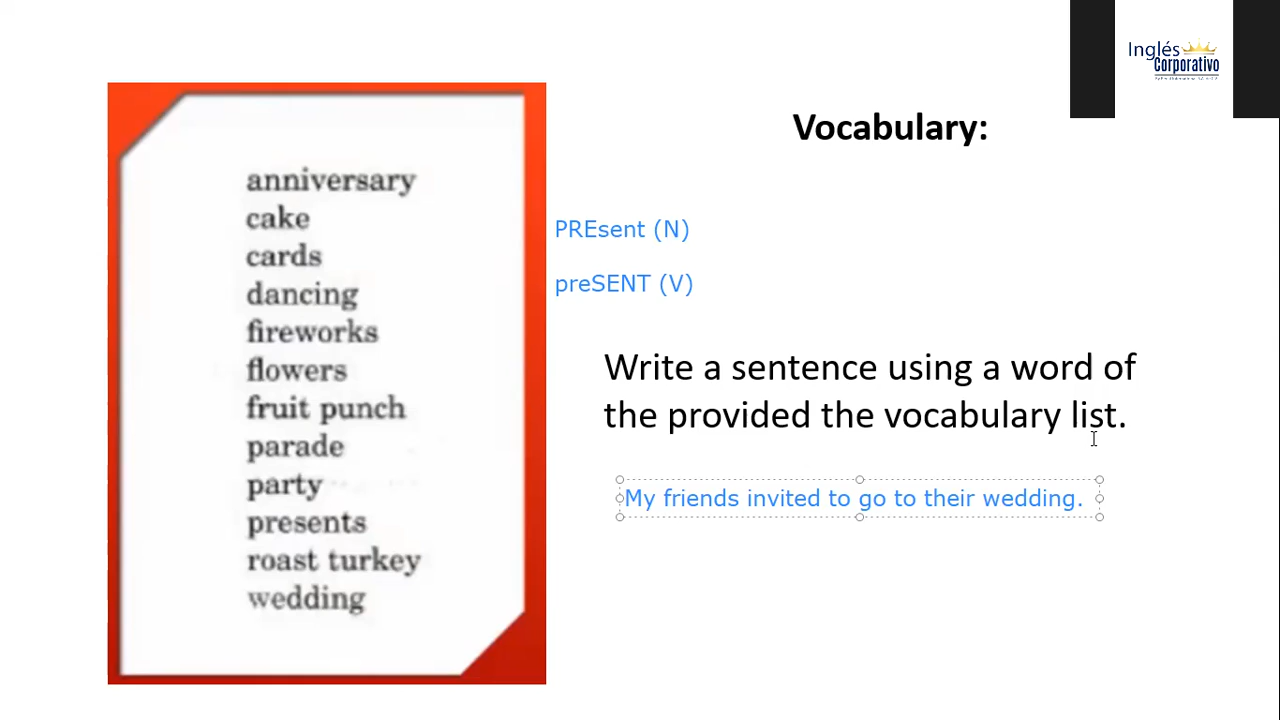 Inglés
Corporativo
Vocabulary:
anniversary
cake
cards
dancing
fireworks
flowers
fruit punch
parade
party
presents
roast turkey
wedding
PREsent (N)
preSENT (V)
Write a sentence using a word of
the provided the vocabulary list.
My friends invited to go to their wedding.